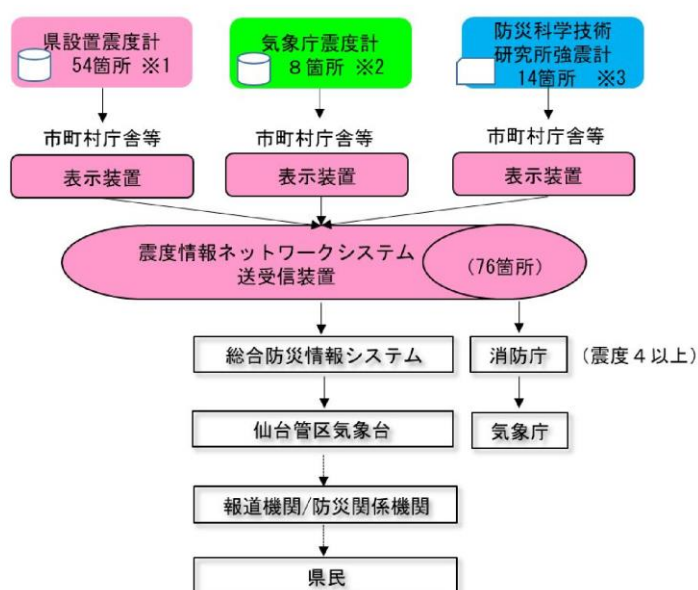 県設置震度計
54箇所 ※1
気象庁震度計
8箇所 ※2
防災科学技術
研究所強震計
14箇所 ※3
市町村庁舎等
市町村庁舎等
市町村庁舎等
表示装置
表示装置
表示装置
震度情報ネットワークシステム
送受信装置
（76箇所）
総合防災情報システム
消防庁
（震度４以上）
仙台管区気象台
気象庁
報道機関/防災関係機関
県民